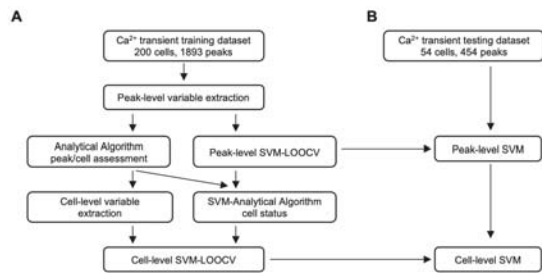 A
B
Ca²⁺ transient training dataset
200 cells, 1893 peaks
Ca²⁺ transient testing dataset
54 cells, 454 peaks
Peak-level variable extraction
Analytical Algorithm
peak/cell assessment
Peak-level SVM-LOOCV
Peak-level SVM
Cell-level variable
extraction
SVM-Analytical Algorithm
cell status
Cell-level SVM-LOOCV
Cell-level SVM